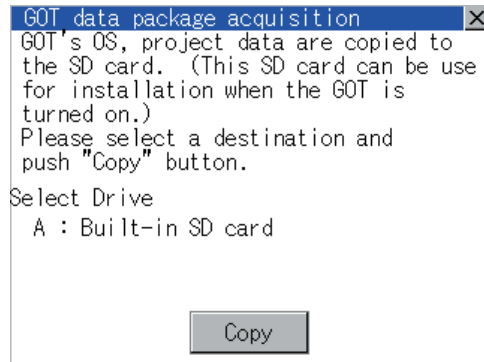 GOT data package acquisition
GOT's OS, project data are copied to
the SD card.  (This SD card can be use
for installation when the GOT is
turned on.)
Please select a destination and
push "Copy" button.
Select Drive
A : Built-in SD card
Copy